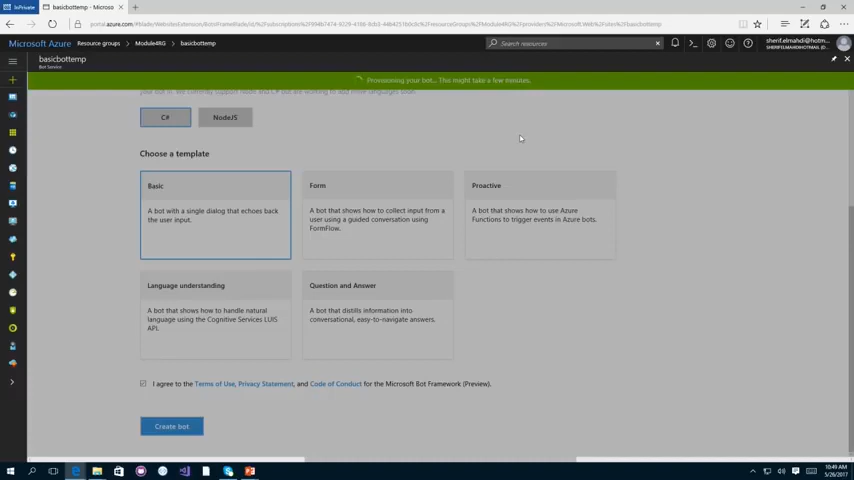 InPrivate
basicbottemp - Microso
Microsoft Azure
Resource groups
Module4RG
basicbottemp
Search resources
sherif.elmahdi@hotm...
basicbottemp
Bot Service
Provisioning your bot... This might take a few minutes.
C#
NodeJS
Choose a template
Basic
A bot with a single dialog that echoes back
the user input.
Form
A bot that shows how to collect input from a
user using a guided conversation using
FormFlow.
Proactive
A bot that shows how to use Azure
Functions to trigger events in Azure bots.
Language understanding
A bot that shows how to handle natural
language using the Cognitive Services LUIS
API.
Question and Answer
A bot that distills information into
conversational, easy-to-navigate answers.
I agree to the Terms of Use, Privacy Statement, and Code of Conduct for the Microsoft Bot Framework (Preview).
Create bot
10:49 AM
5/26/2017